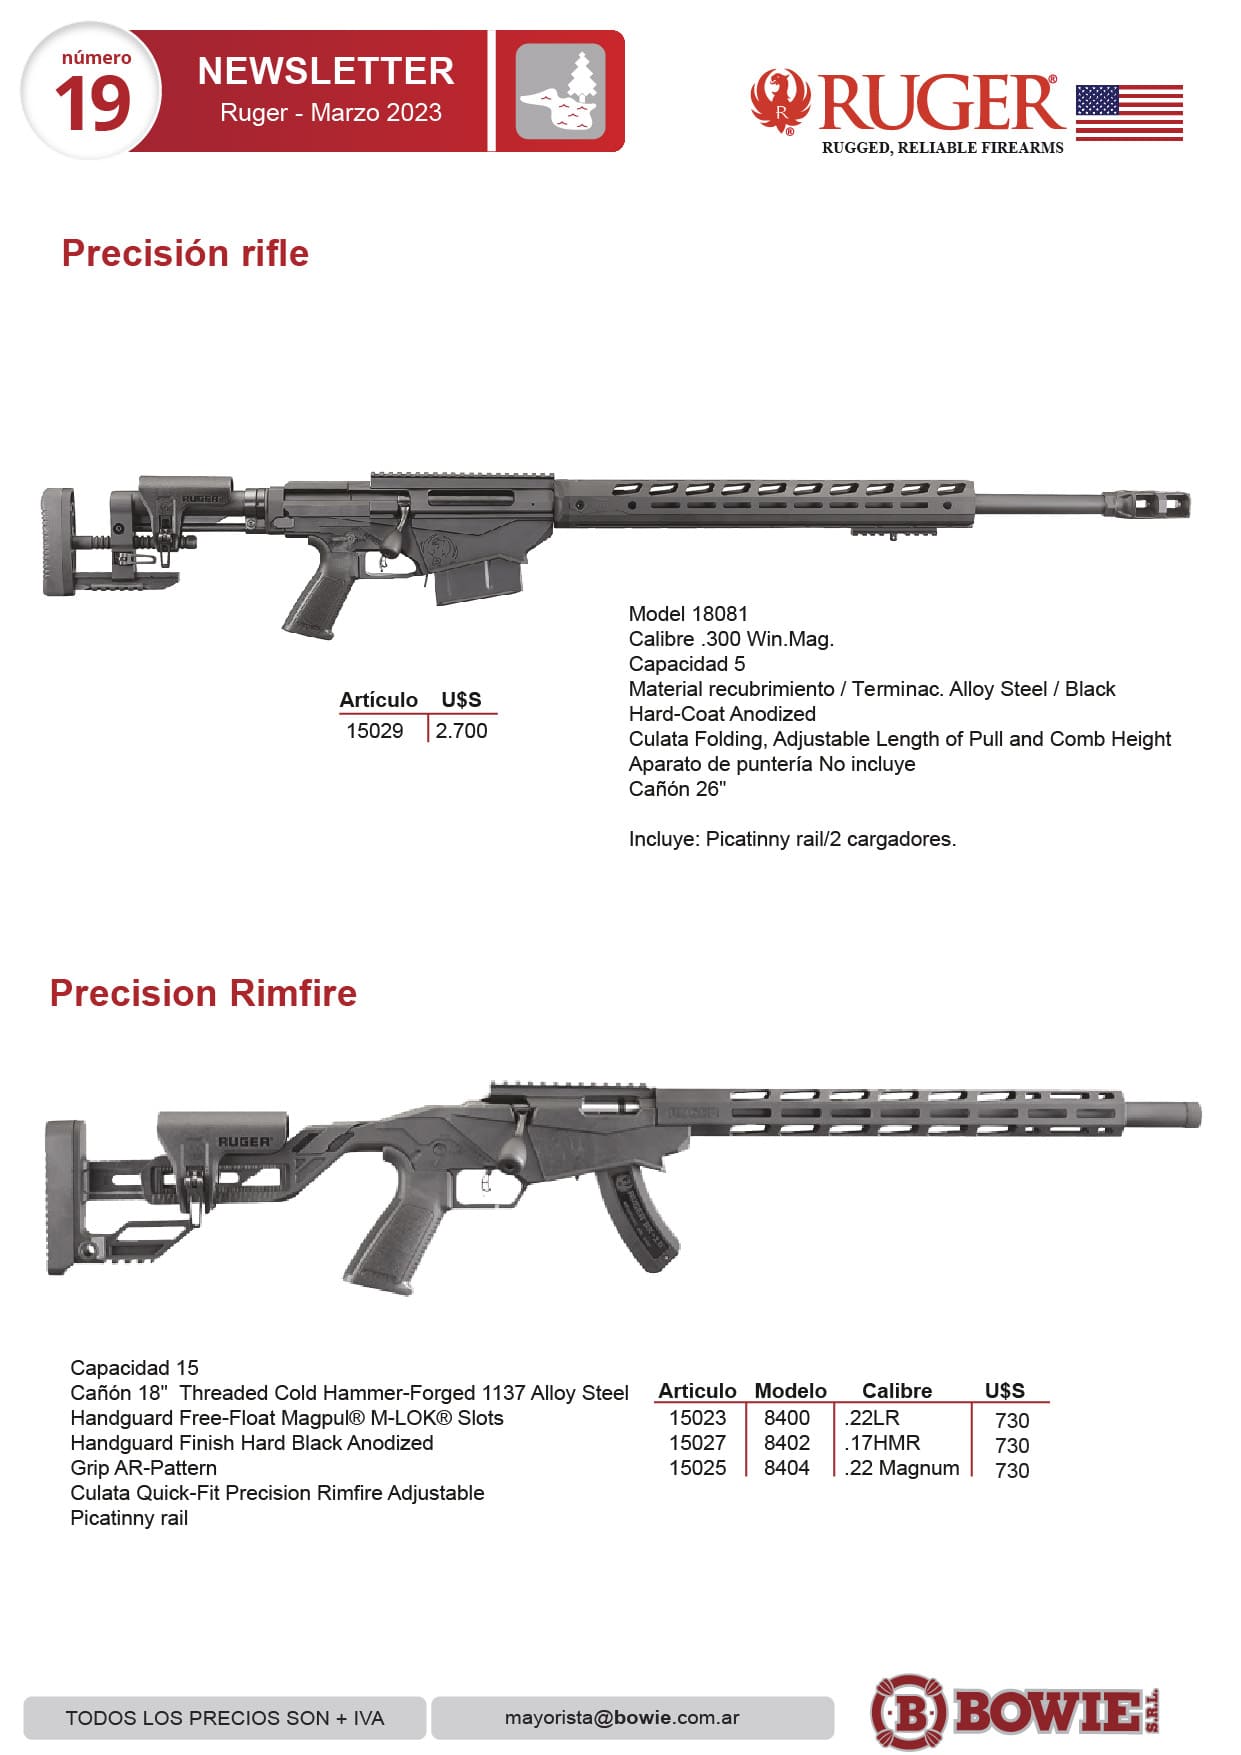 número
19
NEWSLETTER
Ruger - Marzo 2023
R
®
RUGER®
RUGGED, RELIABLE FIREARMS
Precisión rifle
RUGER
Model 18081
Calibre .300 Win.Mag.
Capacidad 5
Material recubrimiento / Terminac. Alloy Steel / Black
Hard-Coat Anodized
Culata Folding, Adjustable Length of Pull and Comb Height
Aparato de puntería No incluye
Cañón 26"
Incluye: Picatinny rail/2 cargadores.
Artículo U$S
15029 2.700
Precision Rimfire
RUGER
RUGER
Capacidad 15
Cañón 18" Threaded Cold Hammer-Forged 1137 Alloy Steel
Handguard Free-Float Magpul® M-LOK® Slots
Handguard Finish Hard Black Anodized
Grip AR-Pattern
Culata Quick-Fit Precision Rimfire Adjustable
Picatinny rail
Articulo Modelo Calibre U$S
15023 8400 .22LR 730
15027 8402 .17HMR 730
15025 8404 .22 Magnum 730
TODOS LOS PRECIOS SON + IVA
mayorista@bowie.com.ar
B BOWIE S.R.L.